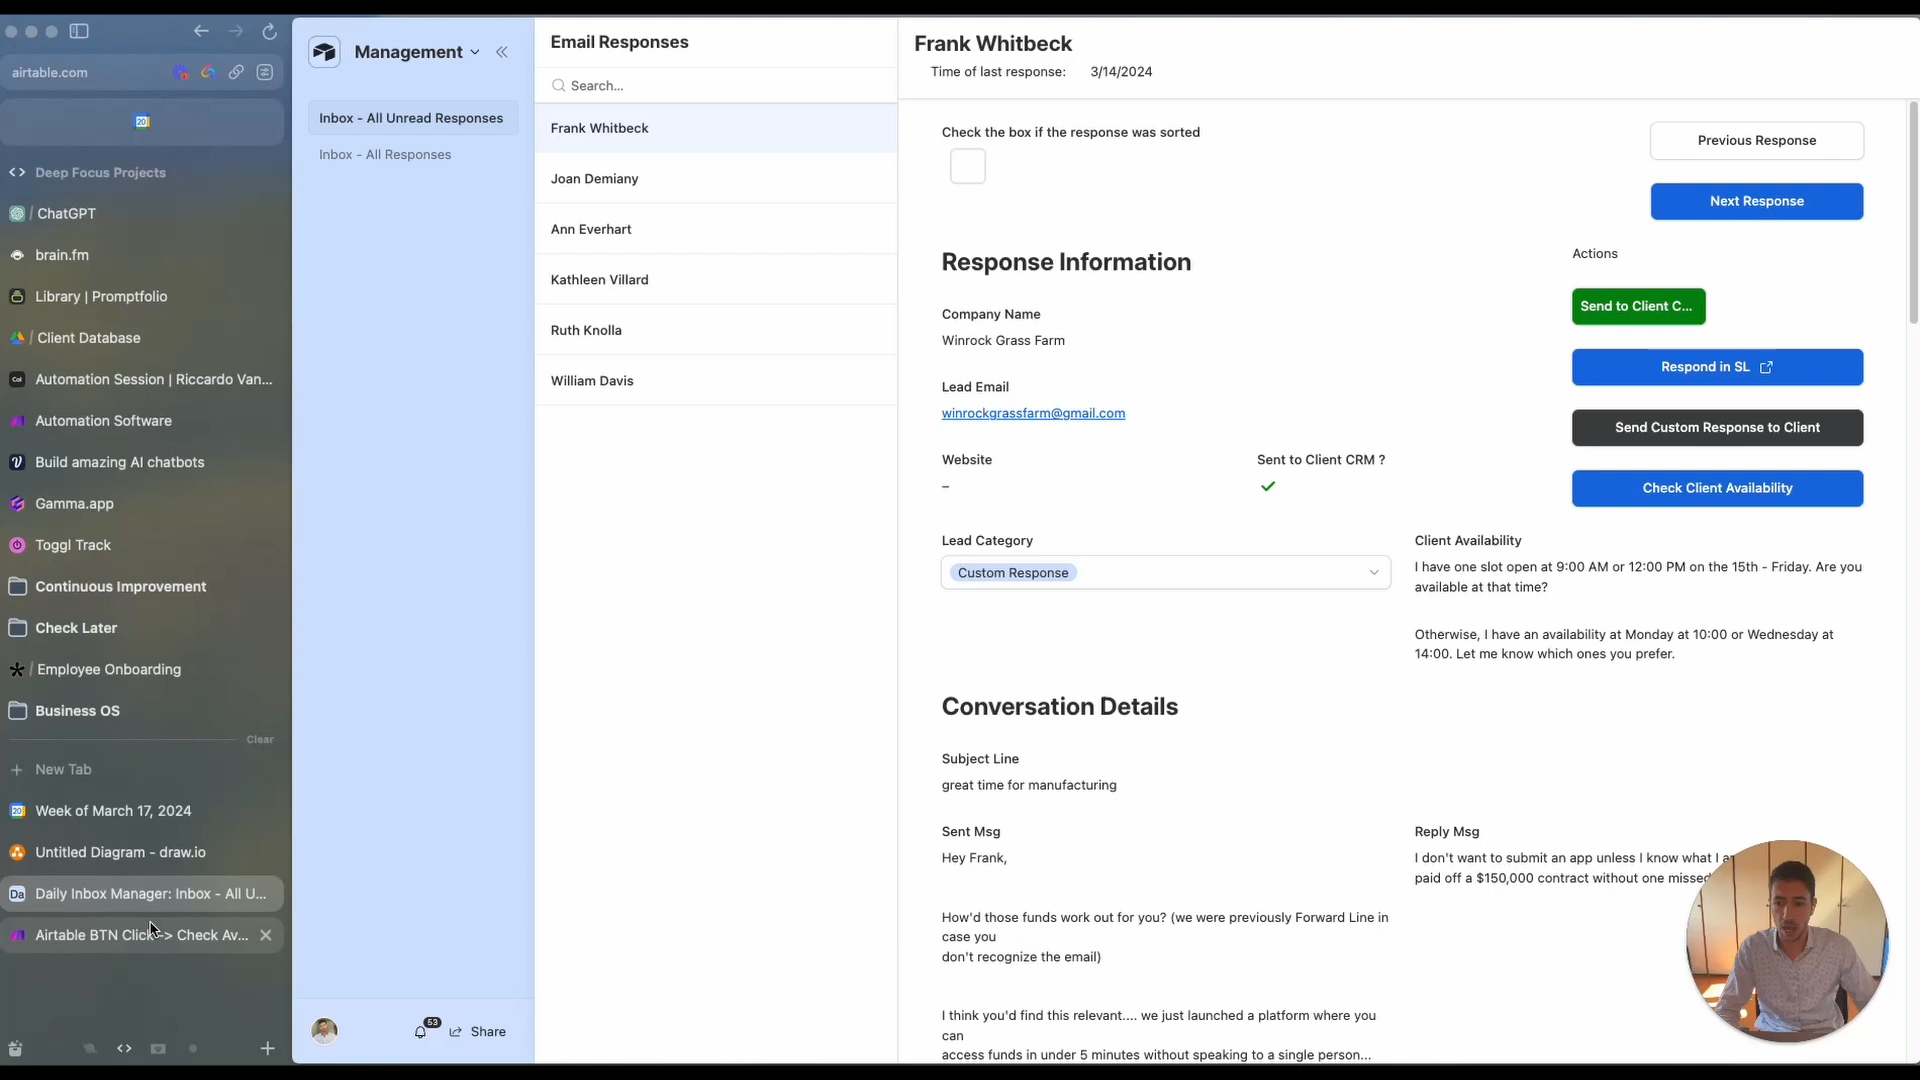 airtable.com
Deep Focus Projects
/ ChatGPT
brain.fm
Library | Promptfolio
/ Client Database
Automation Session | Riccardo Van...
Automation Software
Build amazing AI chatbots
Gamma.app
Toggl Track
Continuous Improvement
Check Later
/ Employee Onboarding
Business OS
Clear
New Tab
Week of March 17, 2024
Untitled Diagram - draw.io
Da
Daily Inbox Manager: Inbox - All U...
Airtable BTN Click -> Check Av...
Management
Inbox - All Unread Responses
Inbox - All Responses
53
Share
Email Responses
Search...
Frank Whitbeck
Joan Demiany
Ann Everhart
Kathleen Villard
Ruth Knolla
William Davis
Frank Whitbeck
Time of last response: 3/14/2024
Check the box if the response was sorted
Previous Response
Next Response
Response Information
Actions
Company Name
Winrock Grass Farm
Send to Client C...
Lead Email
winrockgrassfarm@gmail.com
Respond in SL
Send Custom Response to Client
Website
–
Sent to Client CRM ?
Check Client Availability
Lead Category
Custom Response
Client Availability
I have one slot open at 9:00 AM or 12:00 PM on the 15th - Friday. Are you
available at that time?
Otherwise, I have an availability at Monday at 10:00 or Wednesday at
14:00. Let me know which ones you prefer.
Conversation Details
Subject Line
great time for manufacturing
Sent Msg
Hey Frank,
How'd those funds work out for you? (we were previously Forward Line in
case you
don't recognize the email)
I think you'd find this relevant.... we just launched a platform where you
can
access funds in under 5 minutes without speaking to a single person...
Reply Msg
I don't want to submit an app unless I know what I
paid off a $150,000 contract without one missed